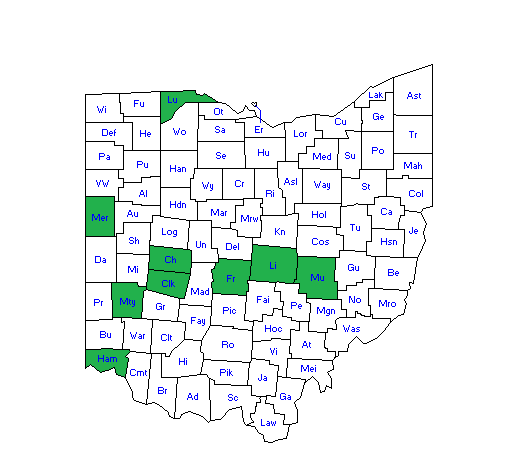 Lak Ast
Wi Fu Lu Ot Ge
Def He Wo Sa Er Lor Cu Tr
Pa Pu Han Se Hu Med Su Po Mah
VW Al Wy Cr Ri Asl Way St Col
Mer Au Hdn Mar Mrw Hol Ca
Sh Log Un Del Kn Cos Tu Hsn Je
Da Mi Ch Fr Li Mu Gu Be
Pr Mty Clk Mad Fai Pe No Mro
Gr Fay Pic Mgn
Bu War Clt Ro Hoc At Was
Ham Cmt Hi Pik Vi Mei
Br Ad Sc Ja Ga
Law